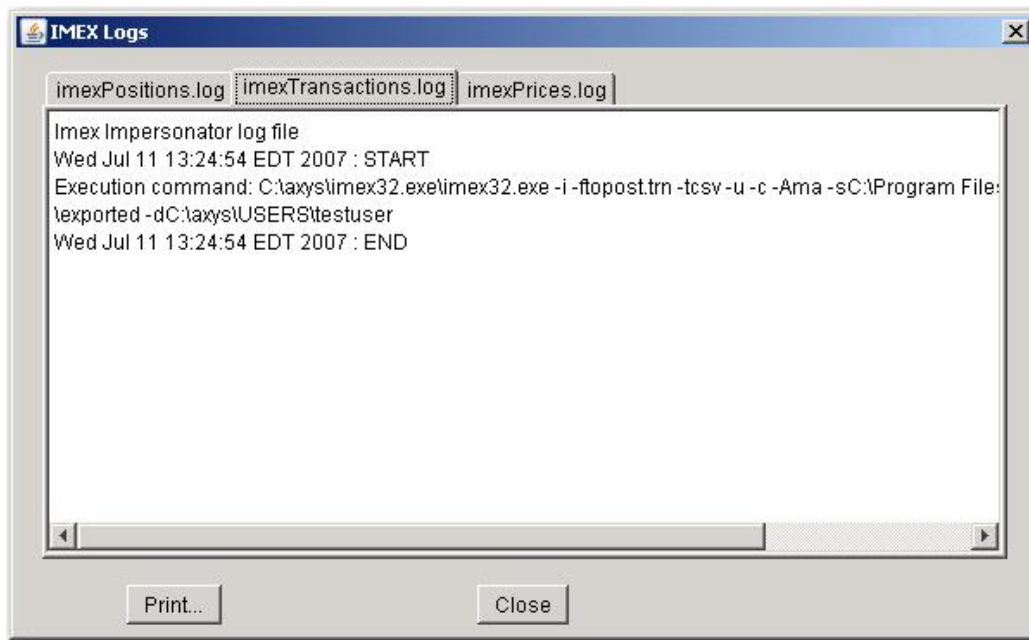 IMEX Logs
imexPositions.log imexTransactions.log imexPrices.log
Imex Impersonator log file
Wed Jul 11 13:24:54 EDT 2007 : START
Execution command: C:\axys\imex32.exe\imex32.exe -i -ftopost.trn -tcsv -u -c -Ama -sC:\Program Files
\exported -dC:\axys\USERS\testuser
Wed Jul 11 13:24:54 EDT 2007 : END
Print... Close